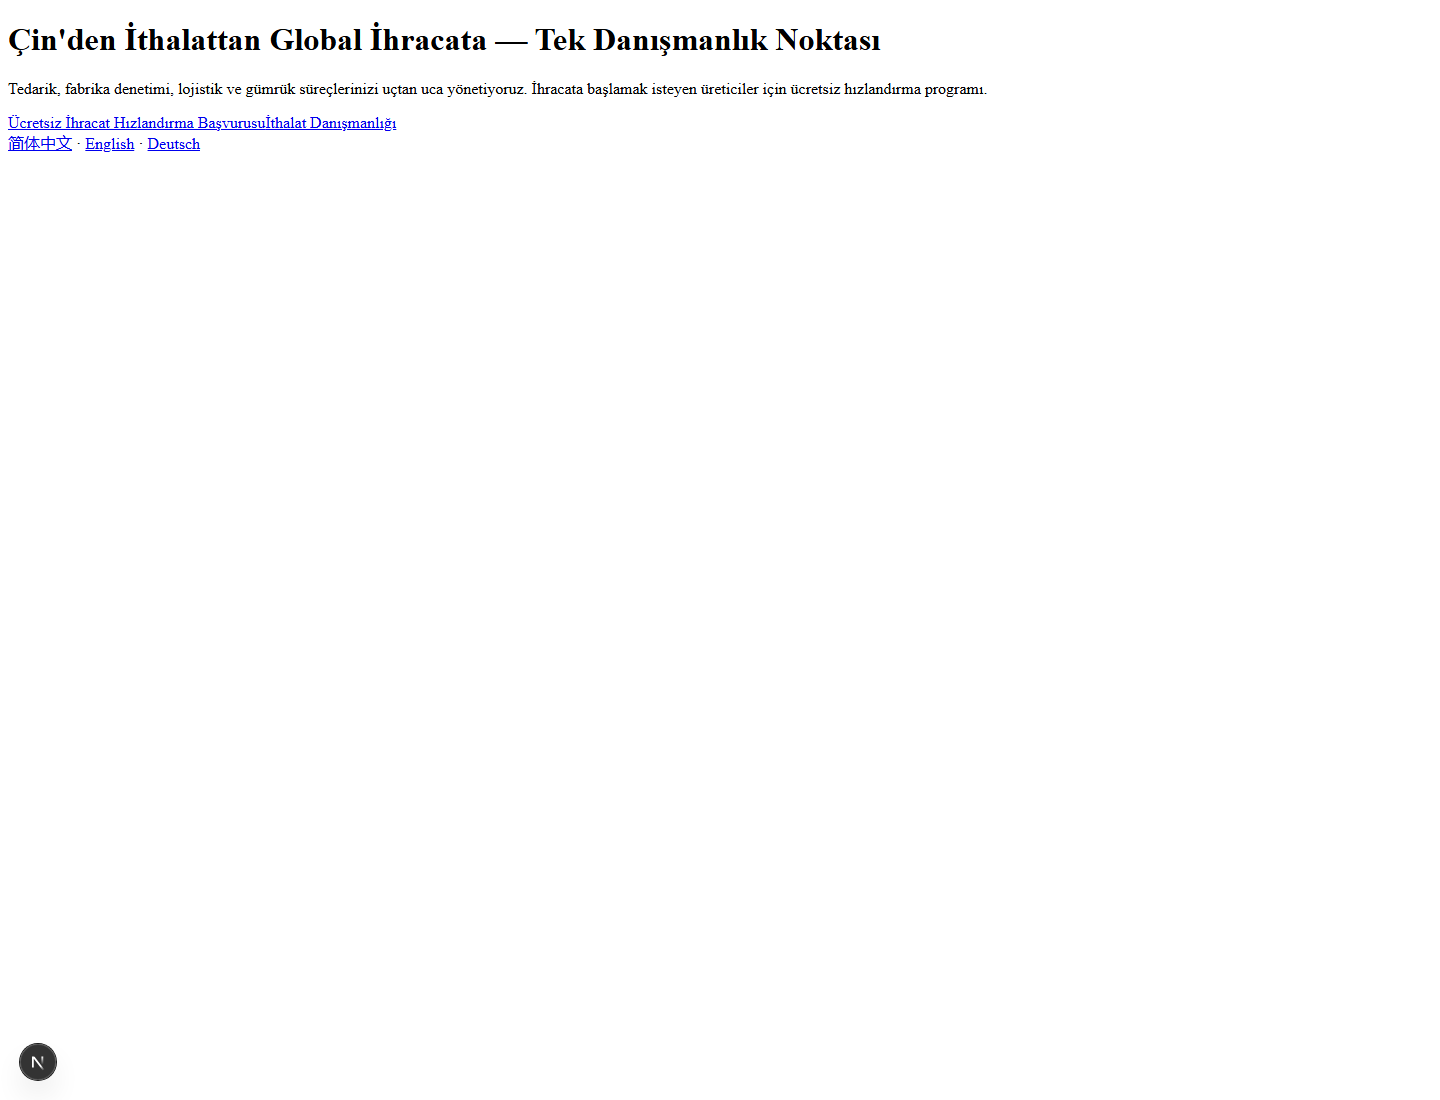 Çin'den İthalattan Global İhracata — Tek Danışmanlık Noktası
Tedarik, fabrika denetimi, lojistik ve gümrük süreçlerinizi uçtan uca yönetiyoruz. İhracata başlamak isteyen üreticiler için ücretsiz hızlandırma programı.
Ücretsiz İhracat Hızlandırma Başvurusuİthalat Danışmanlığı
简体中文 · English · Deutsch
N